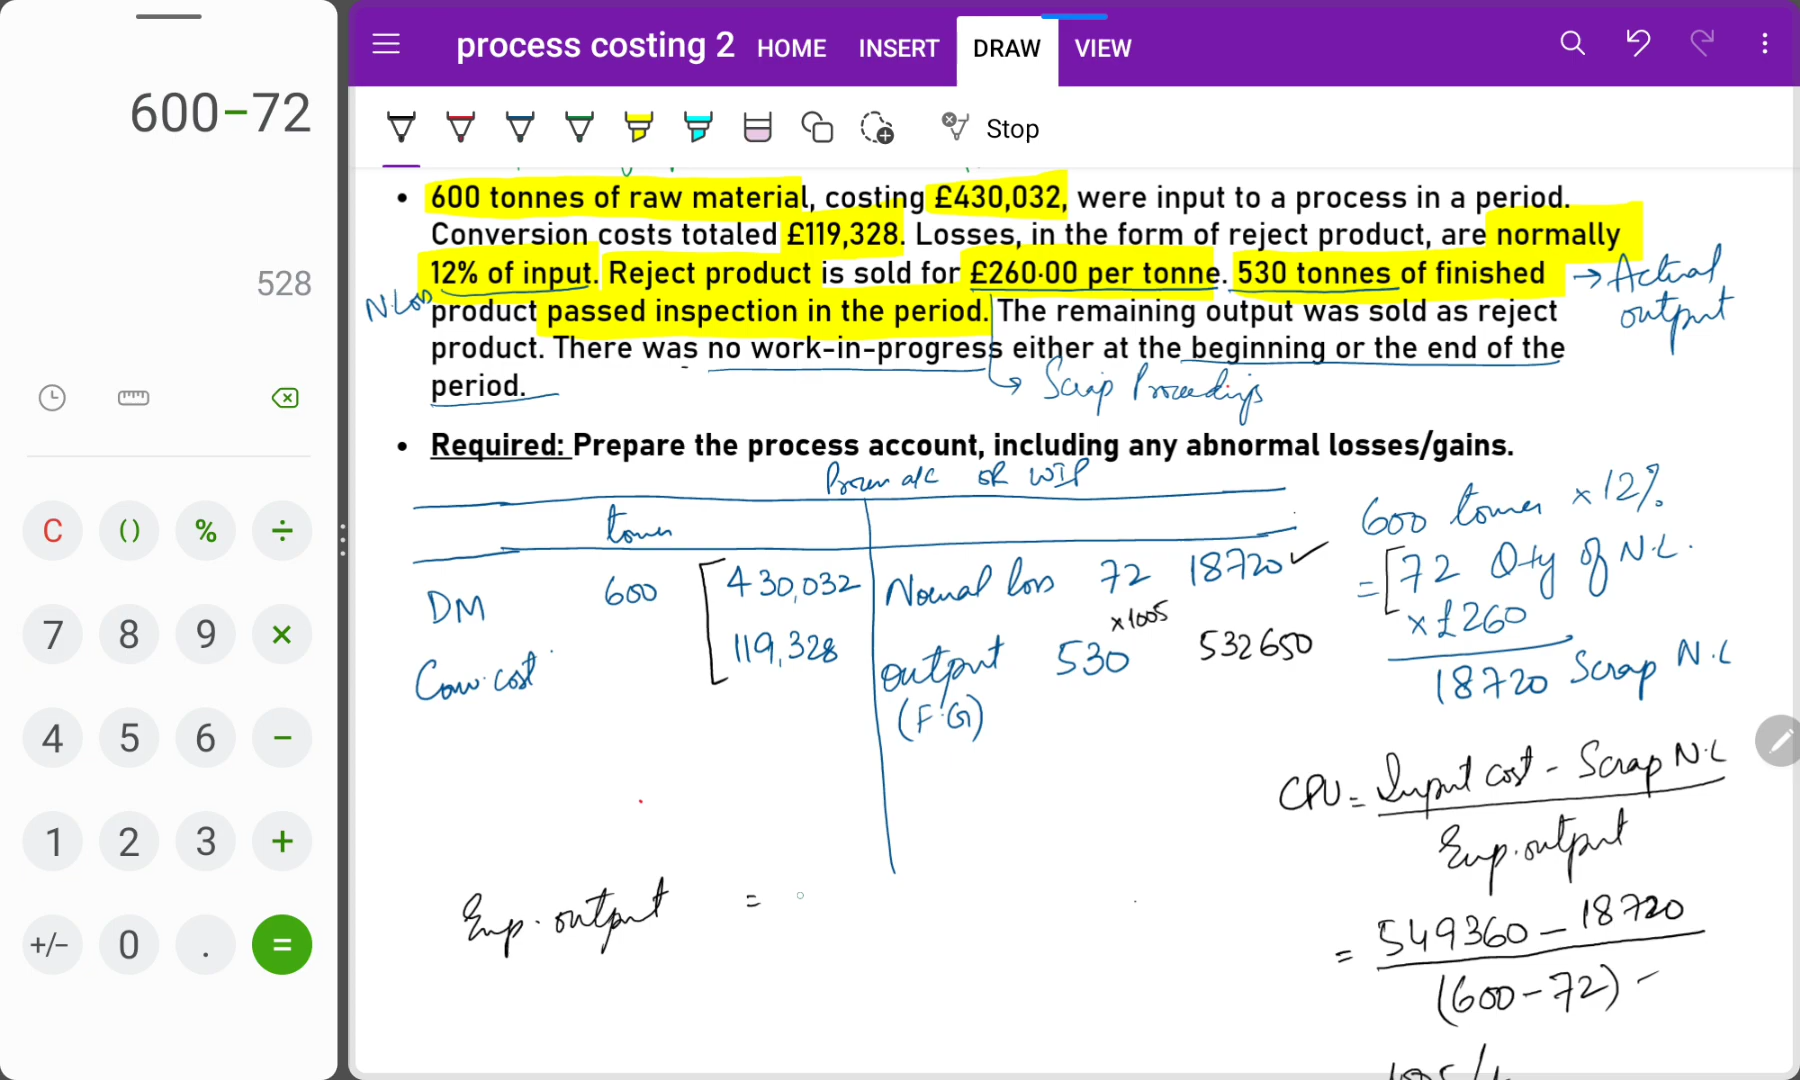 600−72
528
C () % ÷
7 8 9 ×
4 5 6 −
1 2 3 +
+/− 0 . =
process costing 2 HOME INSERT DRAW VIEW
Stop
• 600 tonnes of raw material, costing £430,032, were input to a process in a period.
Conversion costs totaled £119,328. Losses, in the form of reject product, are normally
12% of input. Reject product is sold for £260·00 per tonne. 530 tonnes of finished → Actual output
N.Loss product passed inspection in the period. The remaining output was sold as reject
product. There was no work-in-progress either at the beginning or the end of the
period. → Scrap Proceedings
• Required: Prepare the process account, including any abnormal losses/gains.
Process a/c OR WIP
tonnes
DM 600 430,032 Normal loss 72 18720 ✓
Conv. cost 119,328 output 530 ×1005 532650
(F.G)
600 tonnes ×12%
= 72 Qty of N.L.
×£260
18720 Scrap N.L
CPU = Input cost - Scrap N.L
Exp. output
= 549360 − 18720
(600−72) −
Exp. output =